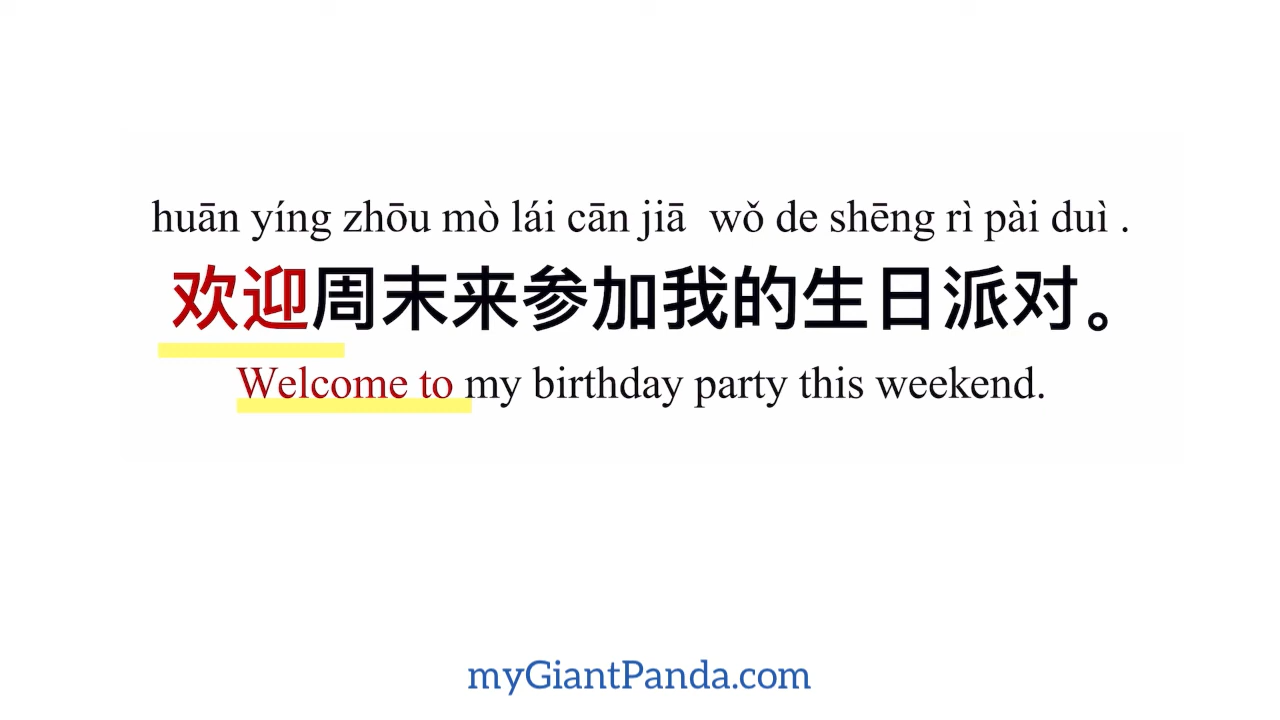 huān yíng zhōu mò lái cān jiā  wǒ de shēng rì pài duì .
欢迎周末来参加我的生日派对。
Welcome to my birthday party this weekend.
myGiantPanda.com